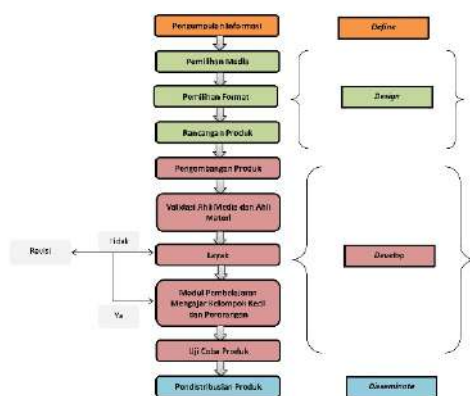 Pengumpulan Informasi
Define
Pemilihan Media
Pemilihan Format
Design
Rancangan Produk
Pengembangan Produk
Validasi Ahli Media dan Ahli
Materi
Tidak
Revisi
Layak
Develop
Modul Pembelajaran
Mengajar Kelompok Kecil
dan Perorangan
Ya
Uji Coba Produk
Pendistribusian Produk
Disseminate